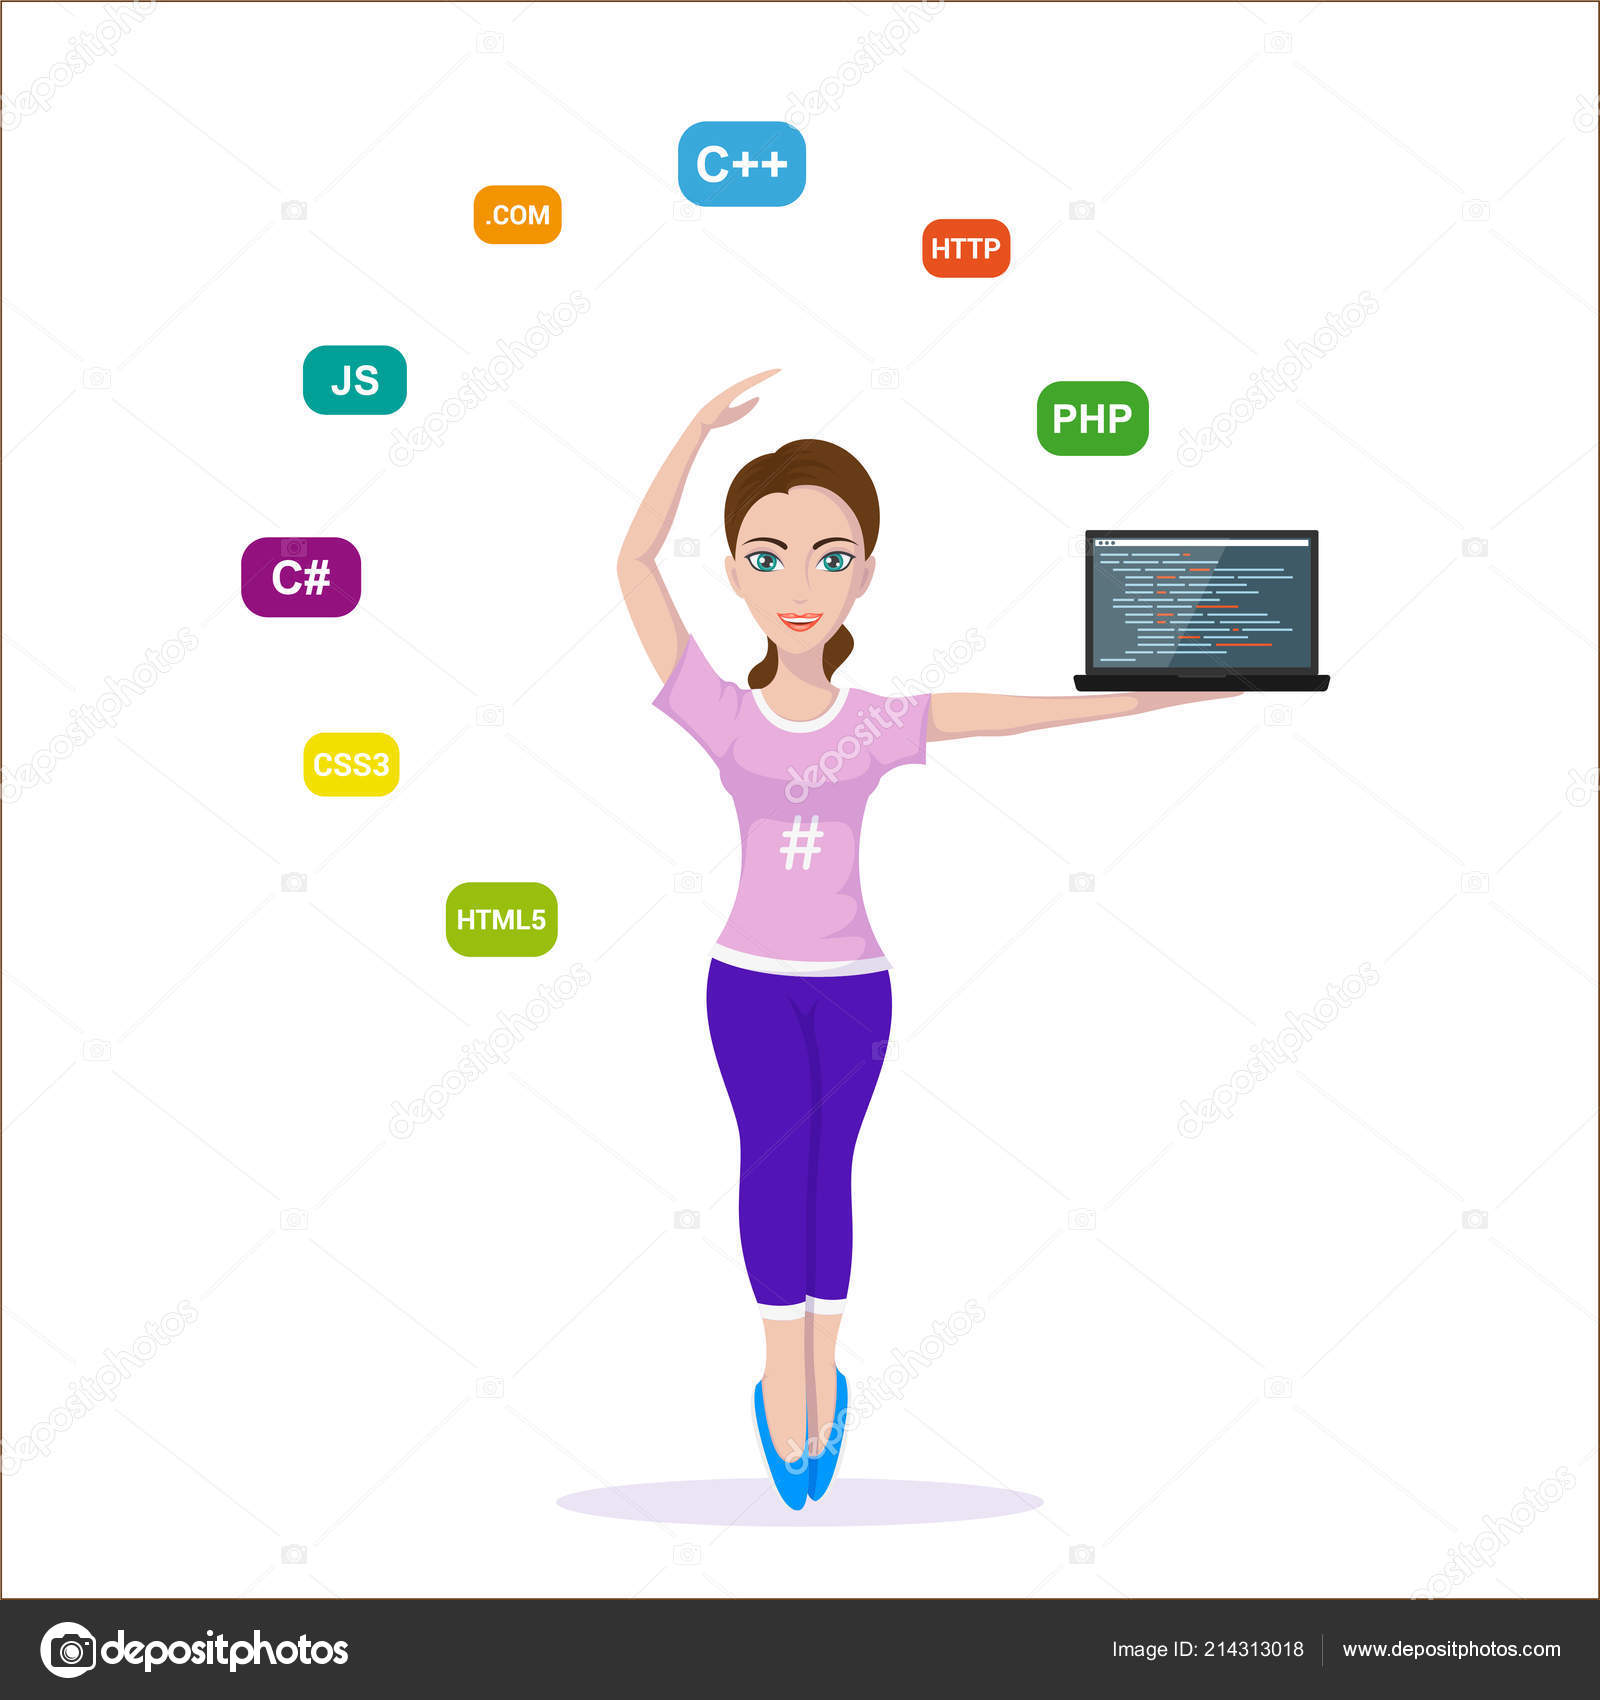 C++
.COM
HTTP
JS
PHP
C#
CSS3
#
HTML5
depositphotos
Image ID: 214313018
www.depositphotos.com